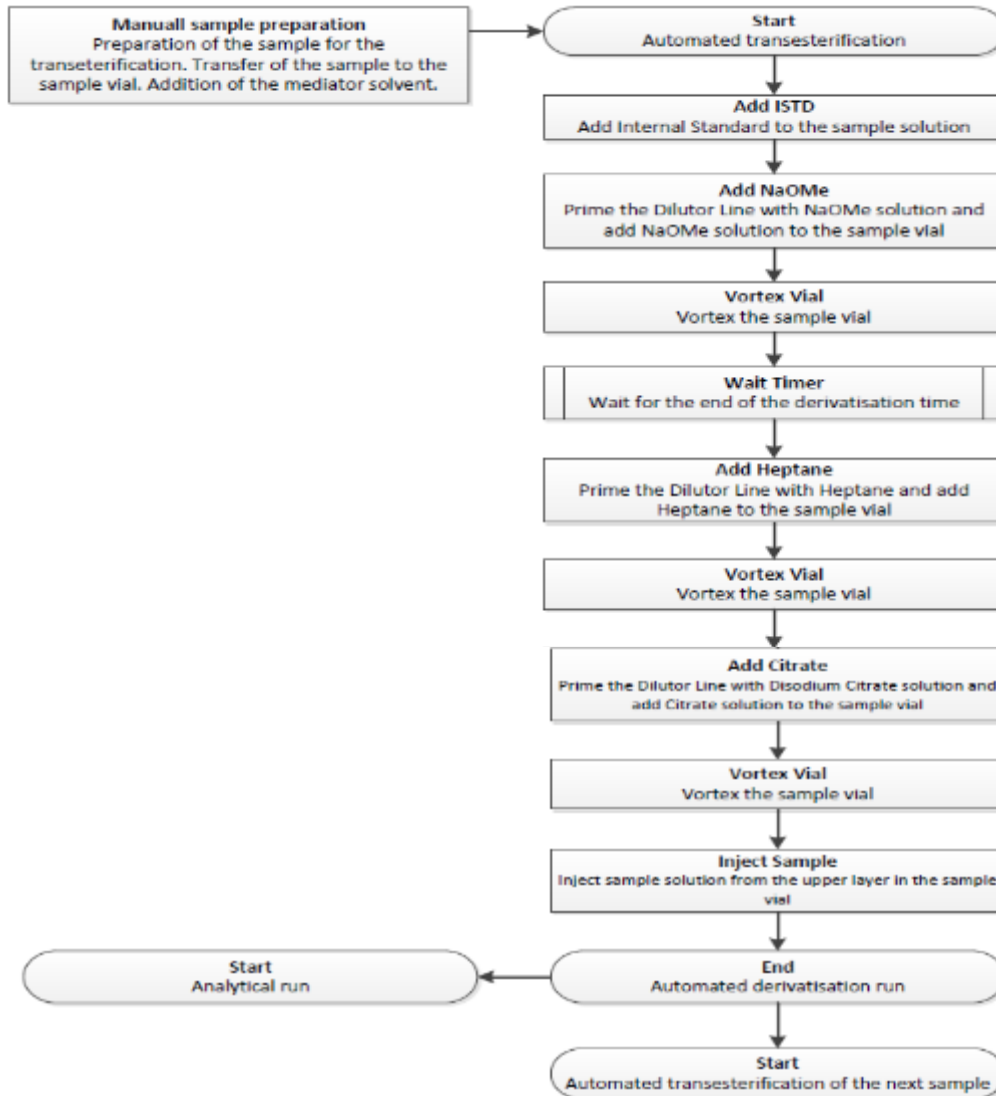 Manuall sample preparation
Preparation of the sample for the
transeterification. Transfer of the sample to the
sample vial. Addition of the mediator solvent.
Start
Automated transesterification
Add ISTD
Add Internal Standard to the sample solution
Add NaOMe
Prime the Dilutor Line with NaOMe solution and
add NaOMe solution to the sample vial
Vortex Vial
Vortex the sample vial
Wait Timer
Wait for the end of the derivatisation time
Add Heptane
Prime the Dilutor Line with Heptane and add
Heptane to the sample vial
Vortex Vial
Vortex the sample vial
Add Citrate
Prime the Dilutor Line with Disodium Citrate solution and
add Citrate solution to the sample vial
Vortex Vial
Vortex the sample vial
Inject Sample
Inject sample solution from the upper layer in the sample
vial
Start
Analytical run
End
Automated derivatisation run
Start
Automated transesterification of the next sample